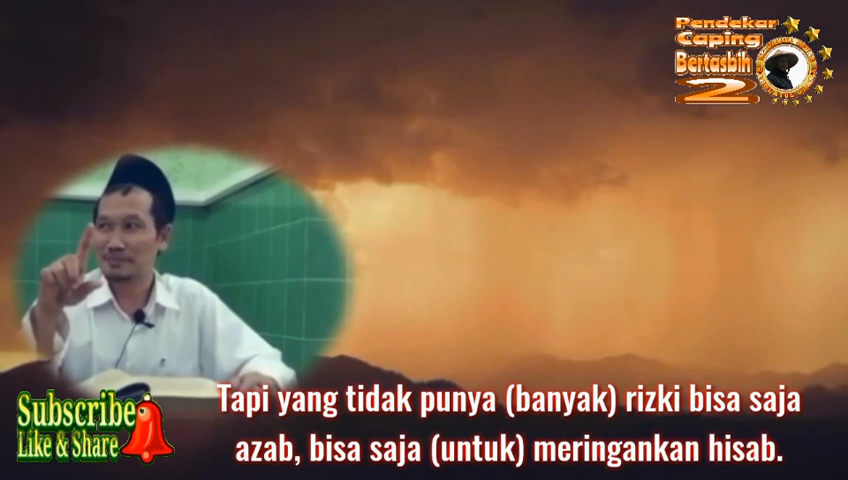 Pendekar
Caping
Bertasbih
2
Subscribe
Like & Share
Tapi yang tidak punya (banyak) rizki bisa saja
azab, bisa saja (untuk) meringankan hisab.